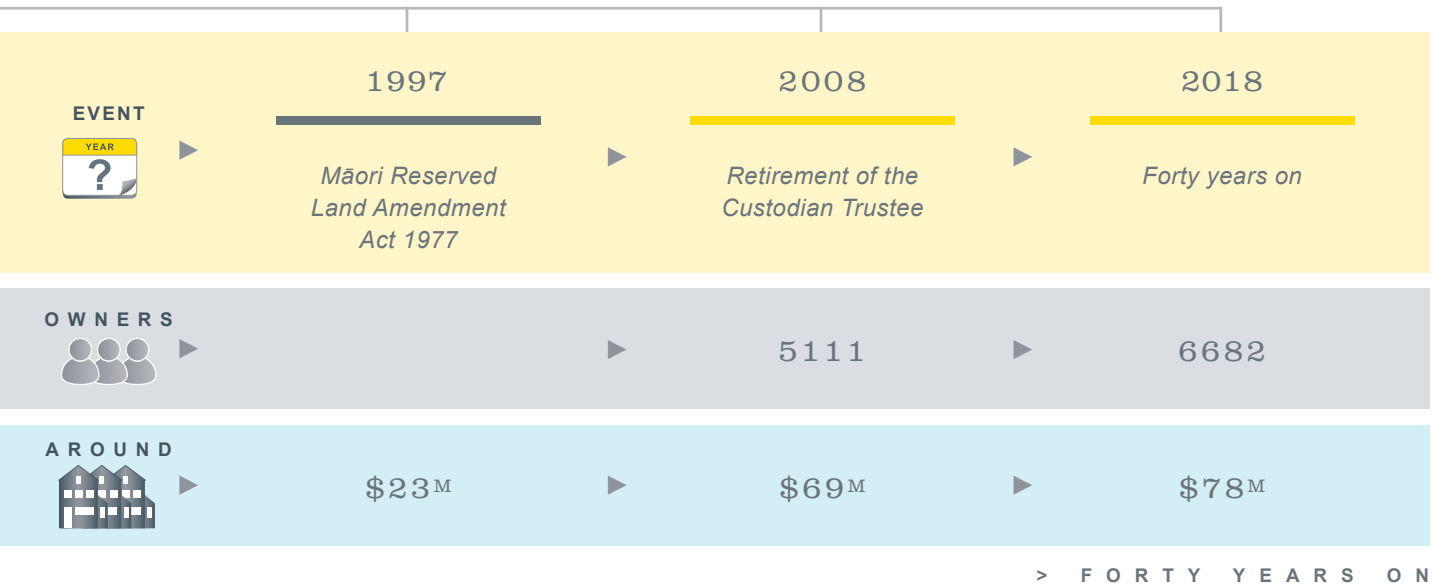 EVENT
YEAR
?
1997
Māori Reserved
Land Amendment
Act 1977
2008
Retirement of the
Custodian Trustee
2018
Forty years on
OWNERS
5111
6682
AROUND
$23M
$69M
$78M
> FORTY YEARS ON